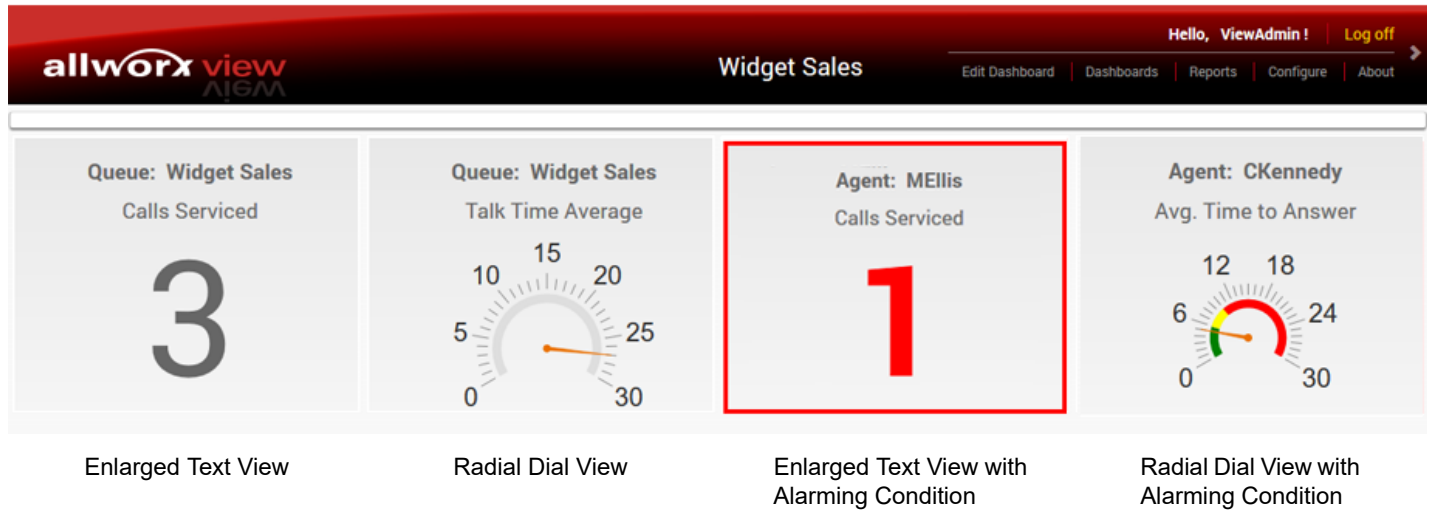 Hello, ViewAdmin ! Log off
allworx view
Widget Sales
Edit Dashboard Dashboards Reports Configure About
Queue: Widget Sales
Calls Serviced
3
Queue: Widget Sales
Talk Time Average
0 5 10 15 20 25 30
Agent: MEllis
Calls Serviced
1
Agent: CKennedy
Avg. Time to Answer
0 6 12 18 24 30
Enlarged Text View
Radial Dial View
Enlarged Text View with
Alarming Condition
Radial Dial View with
Alarming Condition